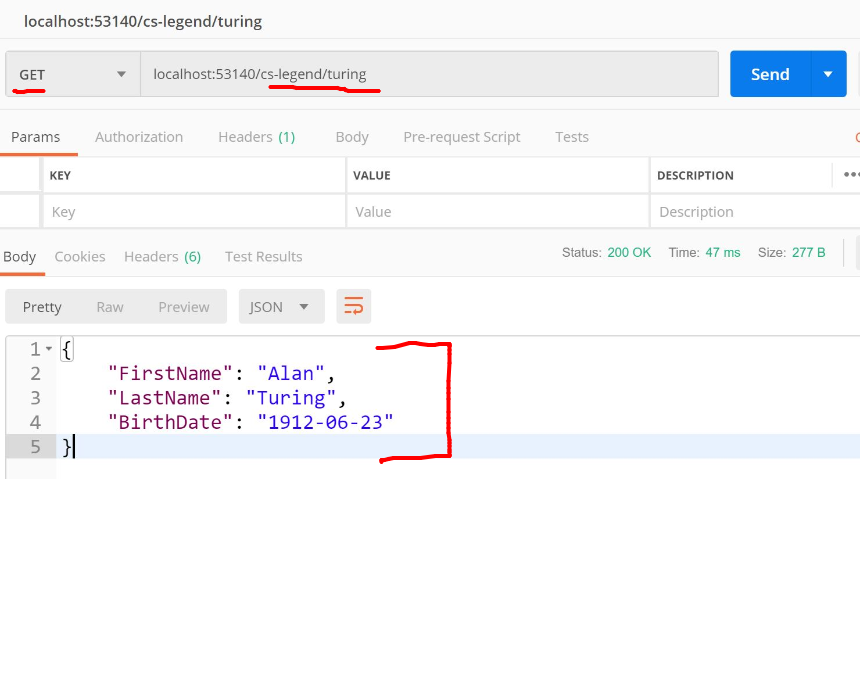 localhost:53140/cs-legend/turing
GET localhost:53140/cs-legend/turing Send
Params Authorization Headers (1) Body Pre-request Script Tests
KEY VALUE DESCRIPTION
Key Value Description
Body Cookies Headers (6) Test Results Status: 200 OK Time: 47 ms Size: 277 B
Pretty Raw Preview JSON
1 {
2 "FirstName": "Alan",
3 "LastName": "Turing",
4 "BirthDate": "1912-06-23"
5 }